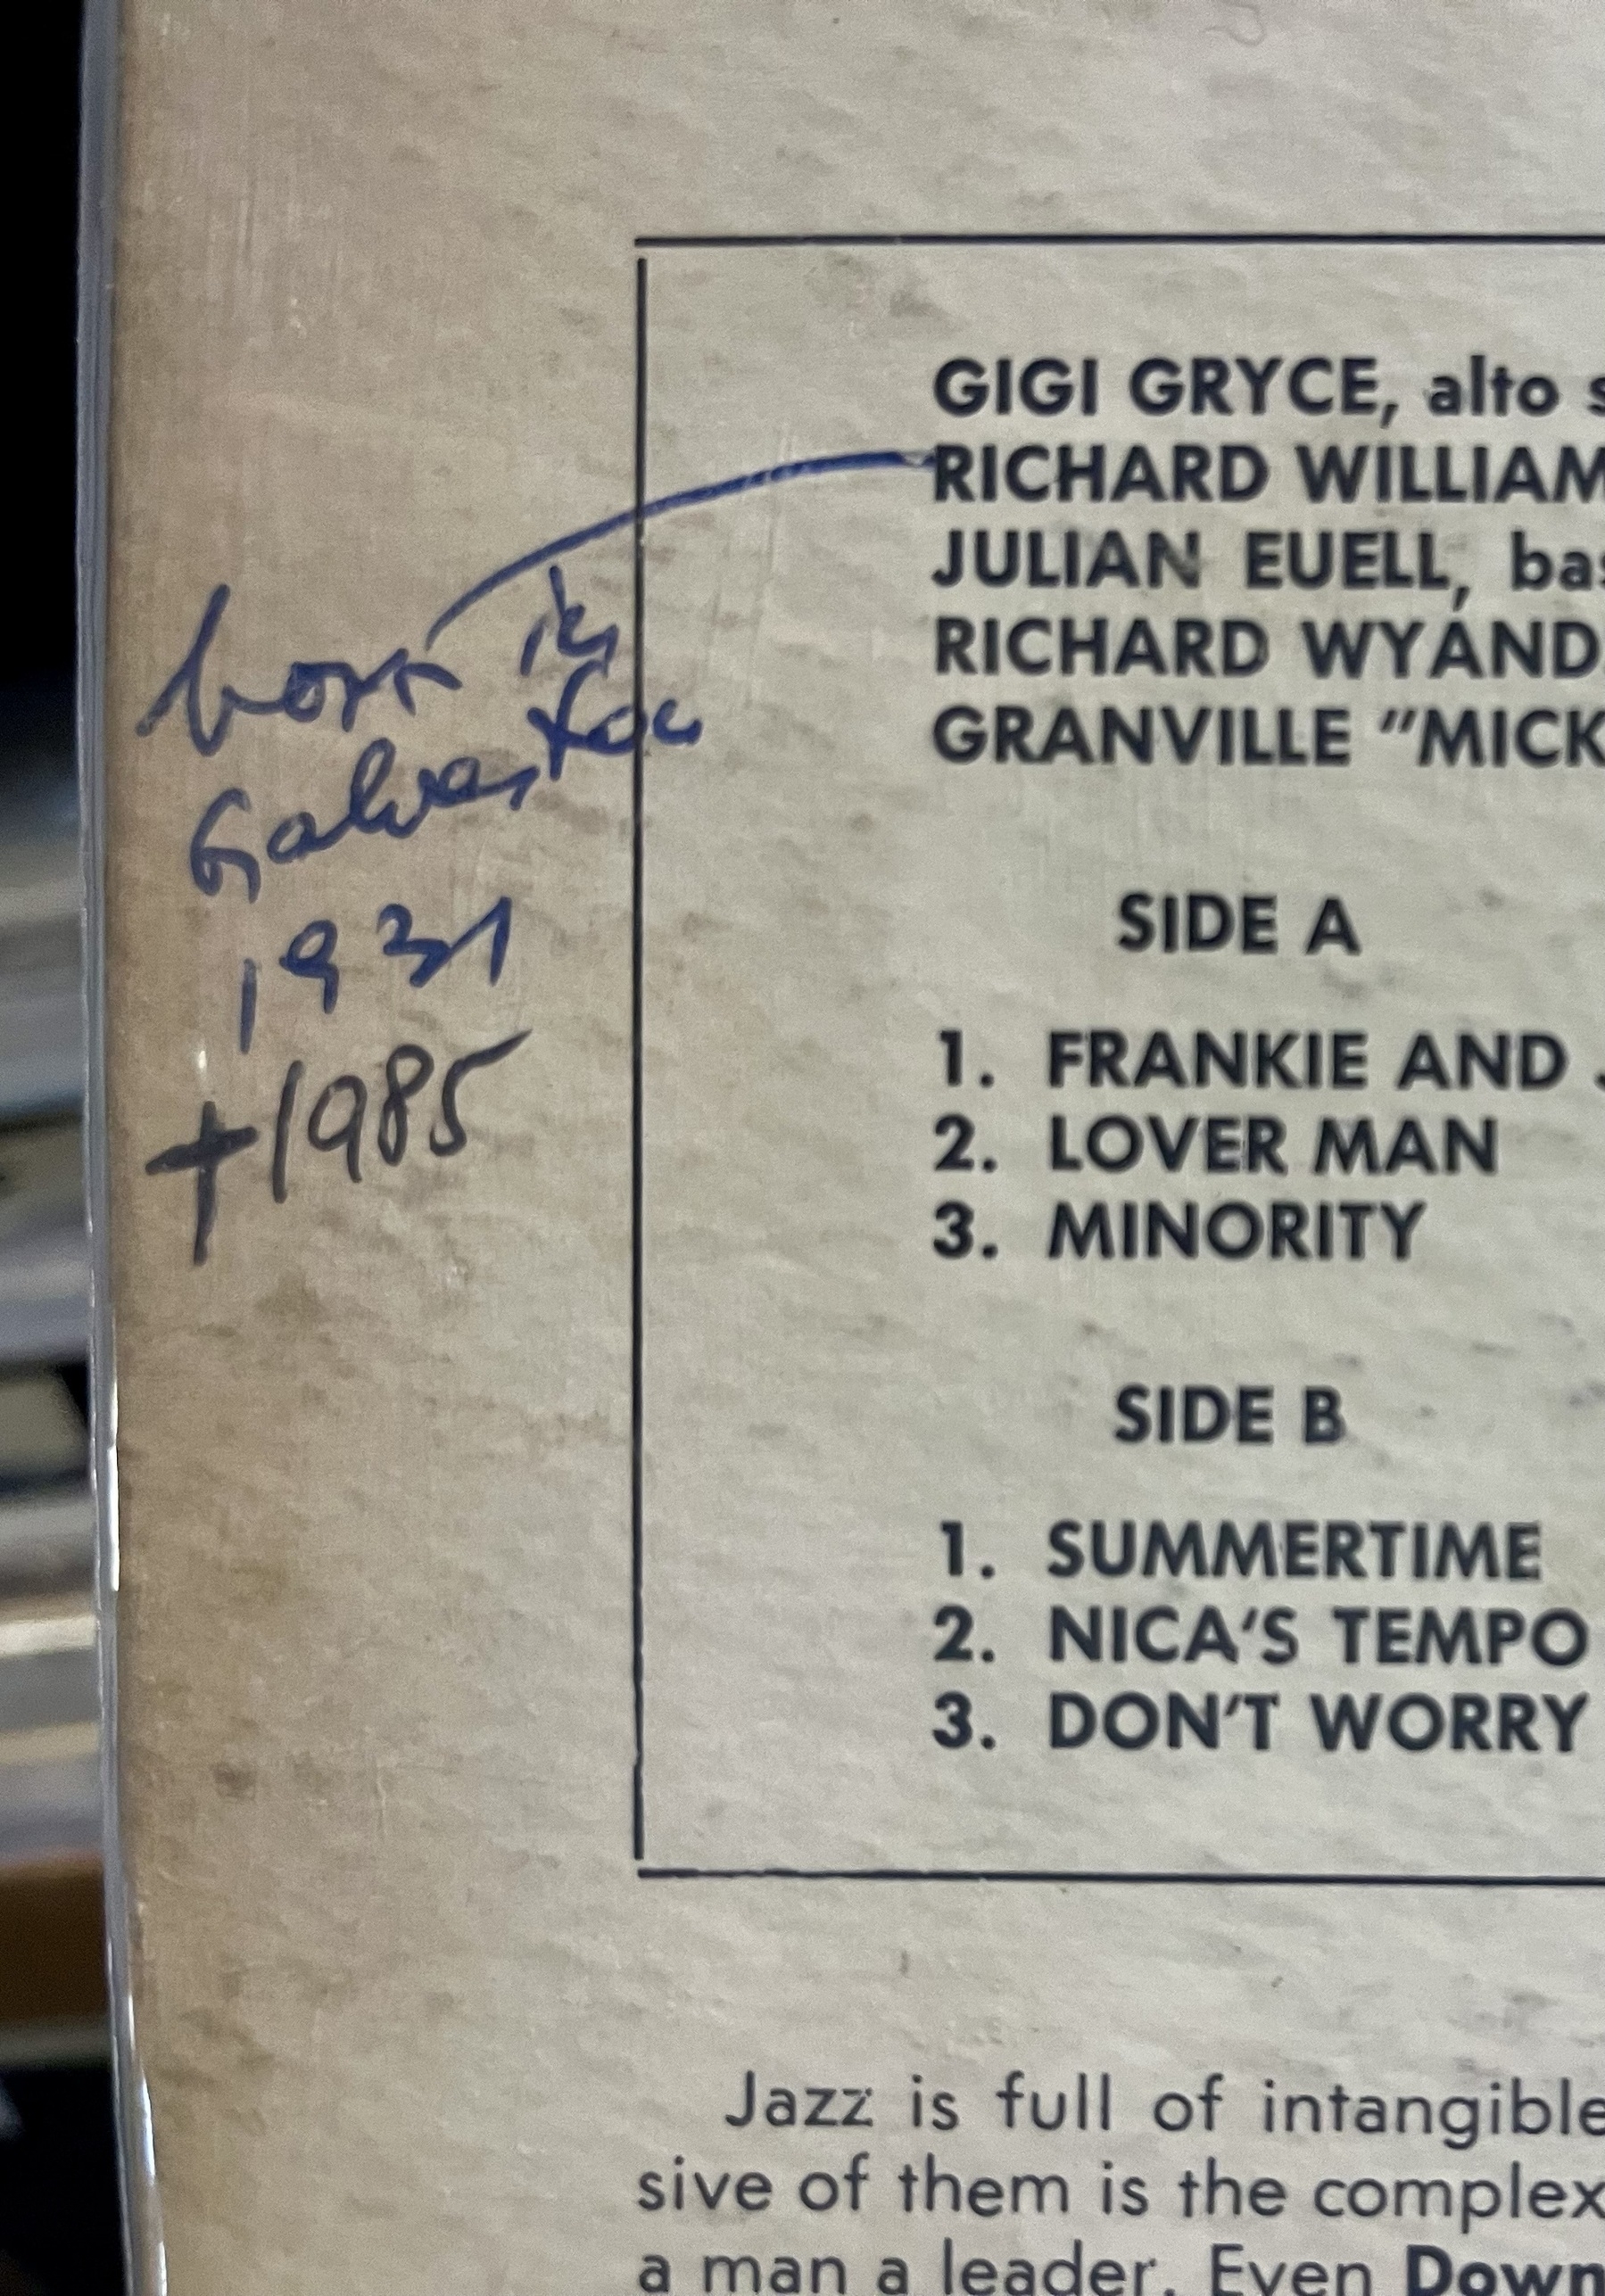 GIGI GRYCE, alto s
RICHARD WILLIAM
JULIAN EUELL, bas
RICHARD WYAND
GRANVILLE "MICK
born in
Galveston
1931
+1985
SIDE A
1. FRANKIE AND J
2. LOVER MAN
3. MINORITY
SIDE B
1. SUMMERTIME
2. NICA'S TEMPO
3. DON'T WORRY
Jazz is full of intangible
sive of them is the complex
a man a leader. Even Down